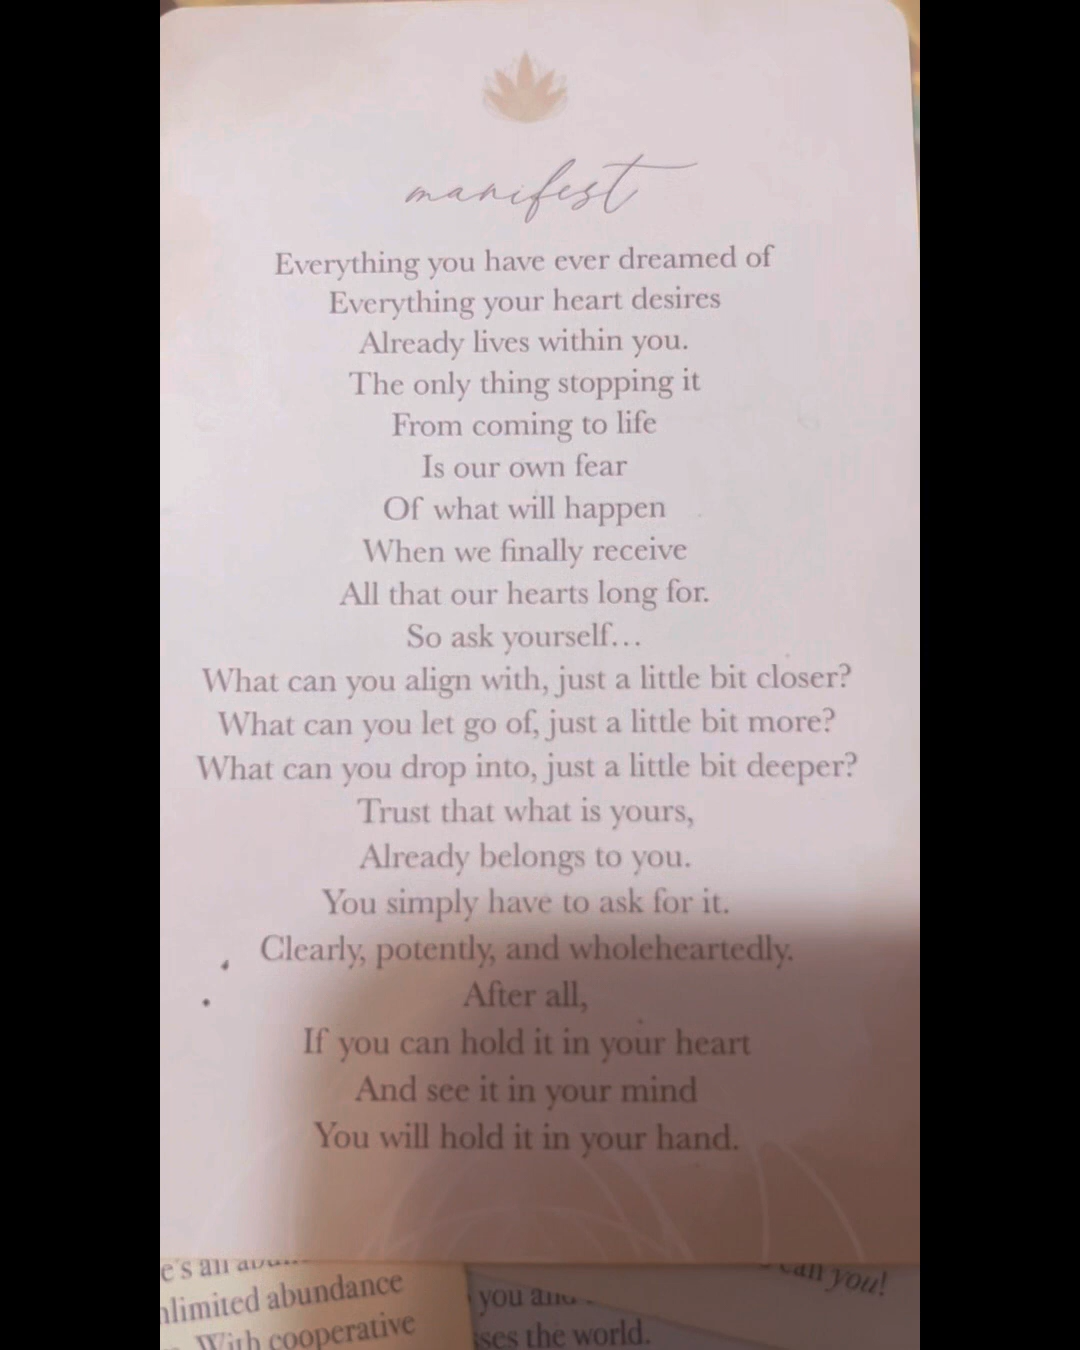 manifest
Everything you have ever dreamed of
Everything your heart desires
Already lives within you.
The only thing stopping it
From coming to life
Is our own fear
Of what will happen
When we finally receive
All that our hearts long for.
So ask yourself...
What can you align with, just a little bit closer?
What can you let go of, just a little bit more?
What can you drop into, just a little bit deeper?
Trust that what is yours,
Already belongs to you.
You simply have to ask for it.
Clearly, potently, and wholeheartedly.
After all,
If you can hold it in your heart
And see it in your mind
You will hold it in your hand.
all
abundance
With cooperative
you
the world.
can you!